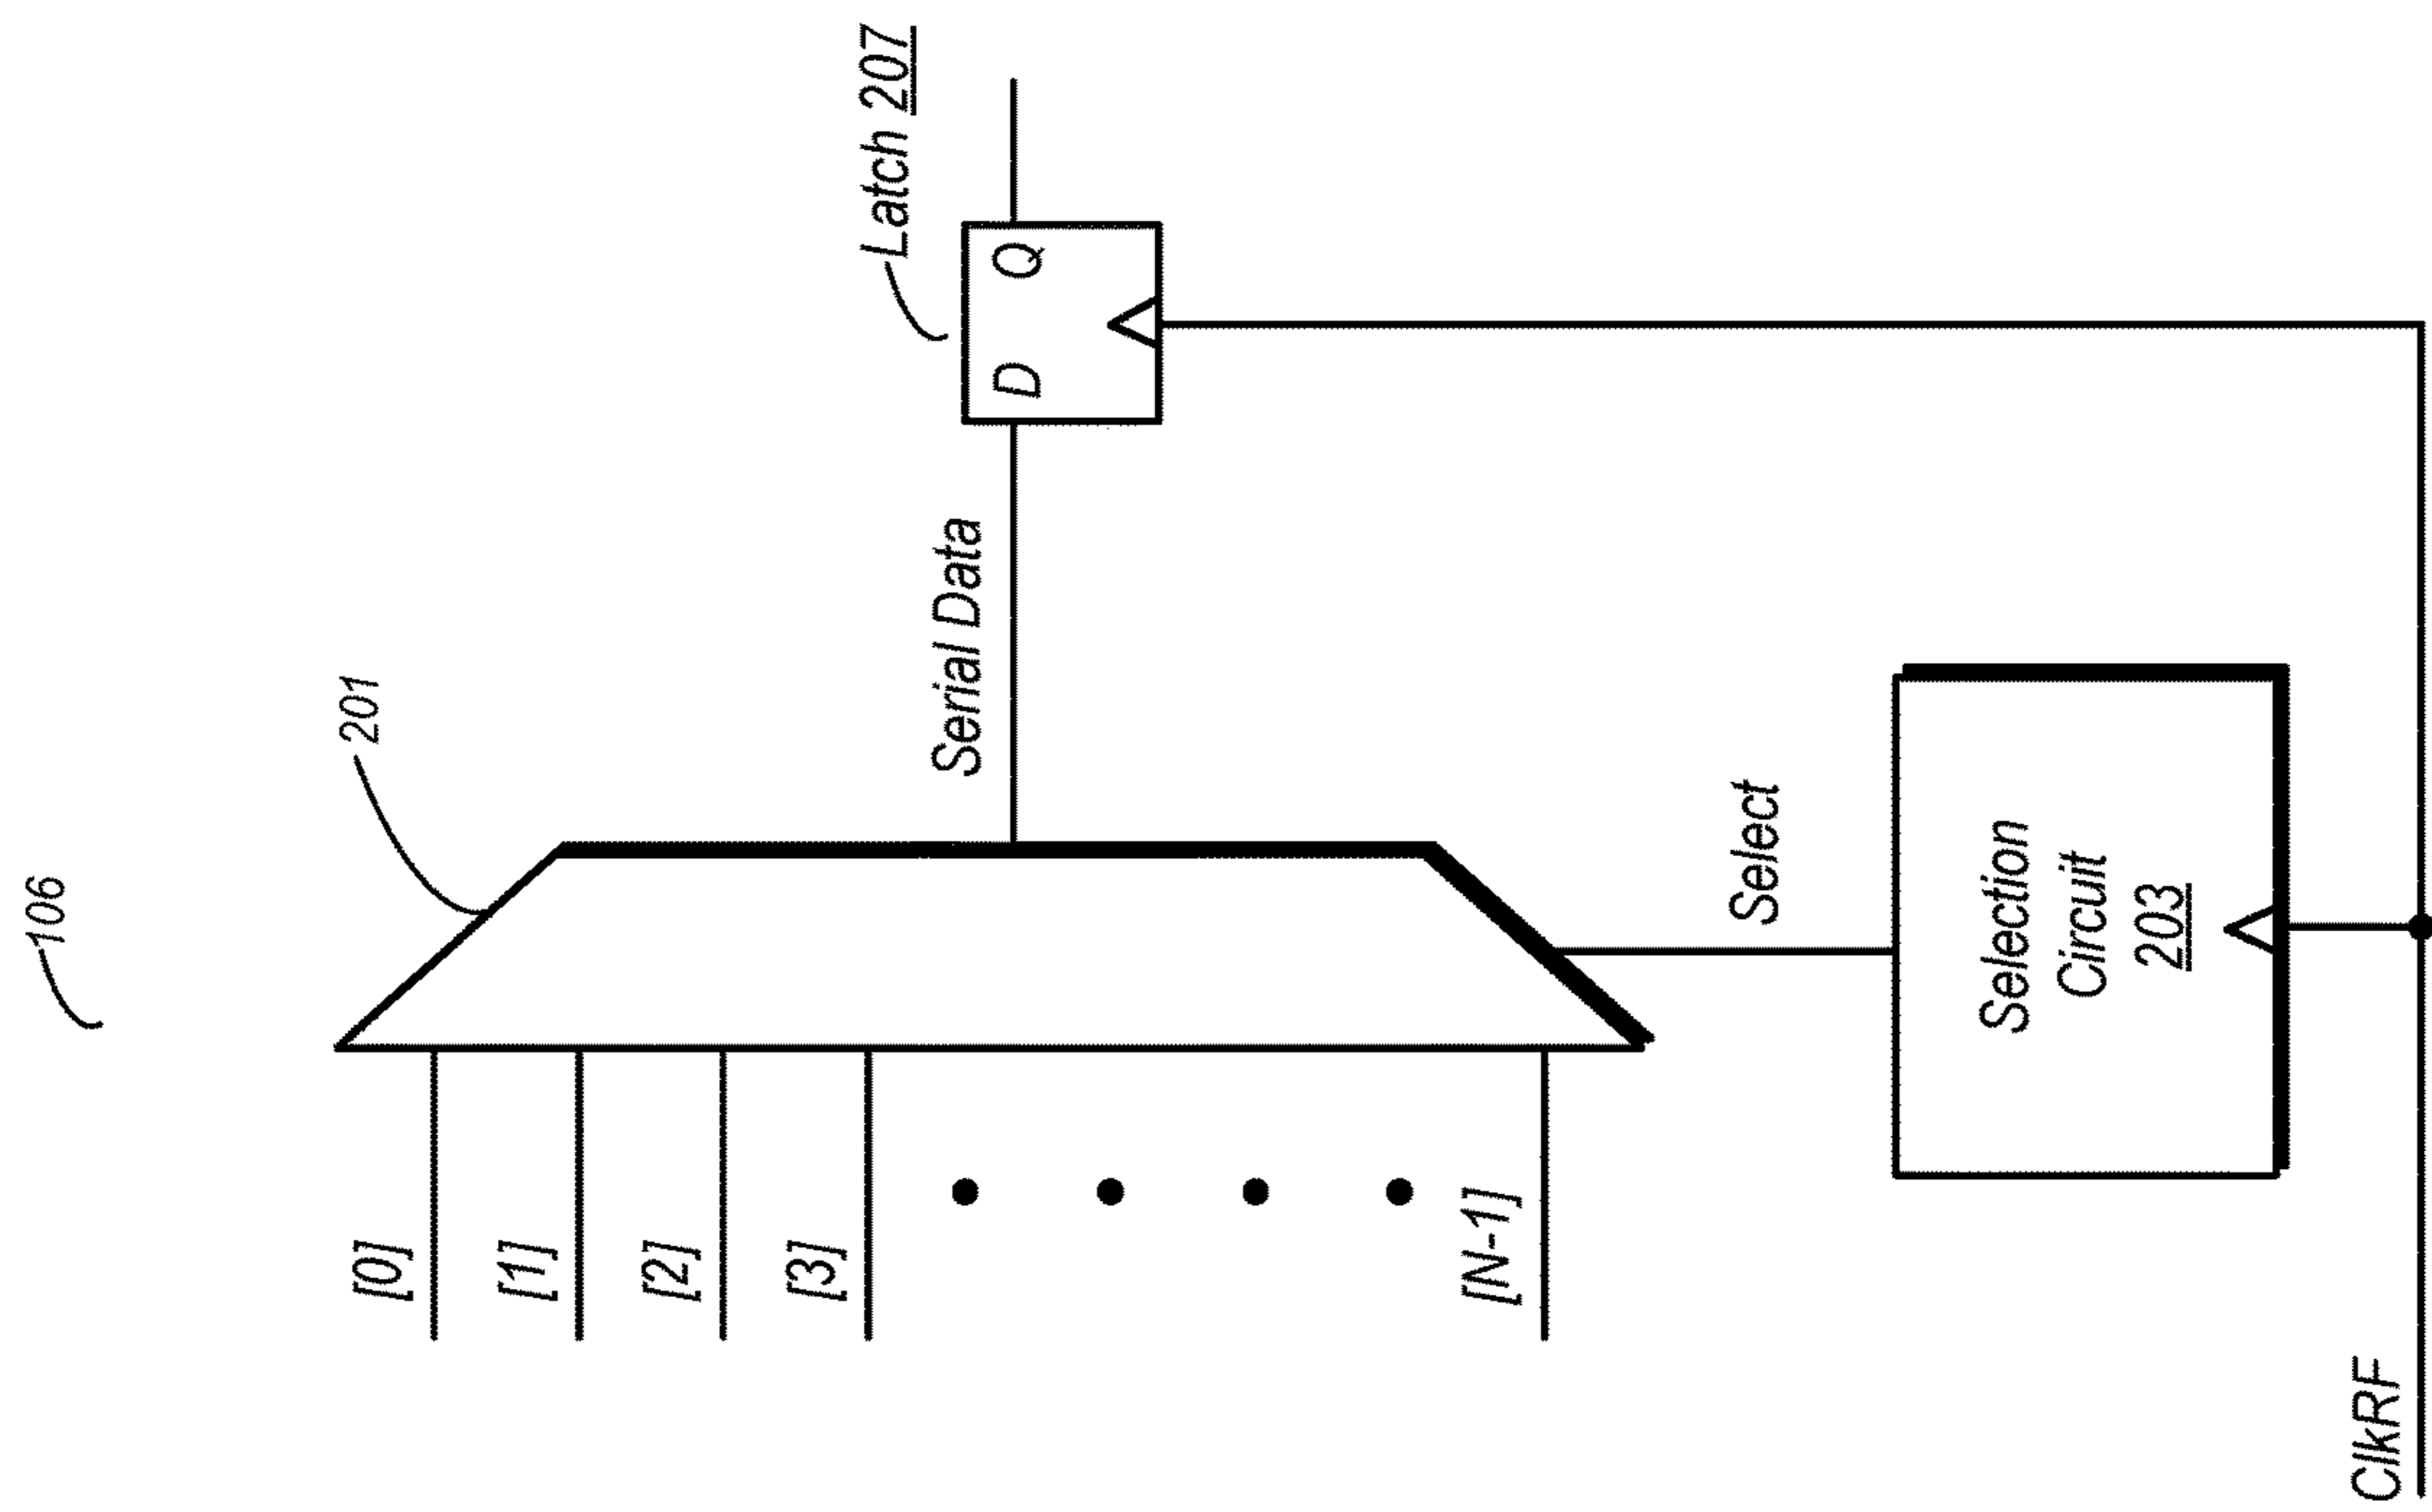 106
201
[0]
[1]
[2]
[3]
[N-1]
Serial Data
Latch 207
D
Q
Select
Selection
Circuit
203
ClkRF